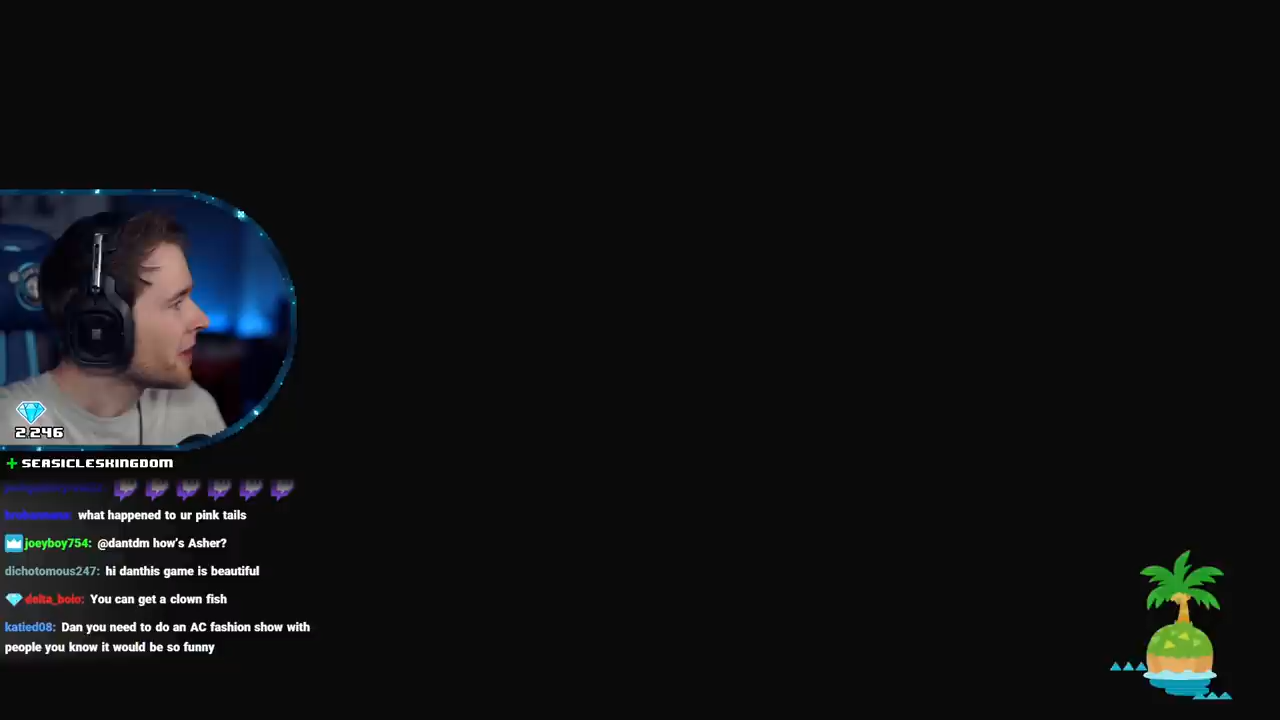 2,246
+ SEASICLESKINGDOM
what happened to ur pink tails
joeyboy754: @dantdm how's Asher?
dichotomous247: hi danthis game is beautiful
delta_boio: You can get a clown fish
katied08: Dan you need to do an AC fashion show with
people you know it would be so funny